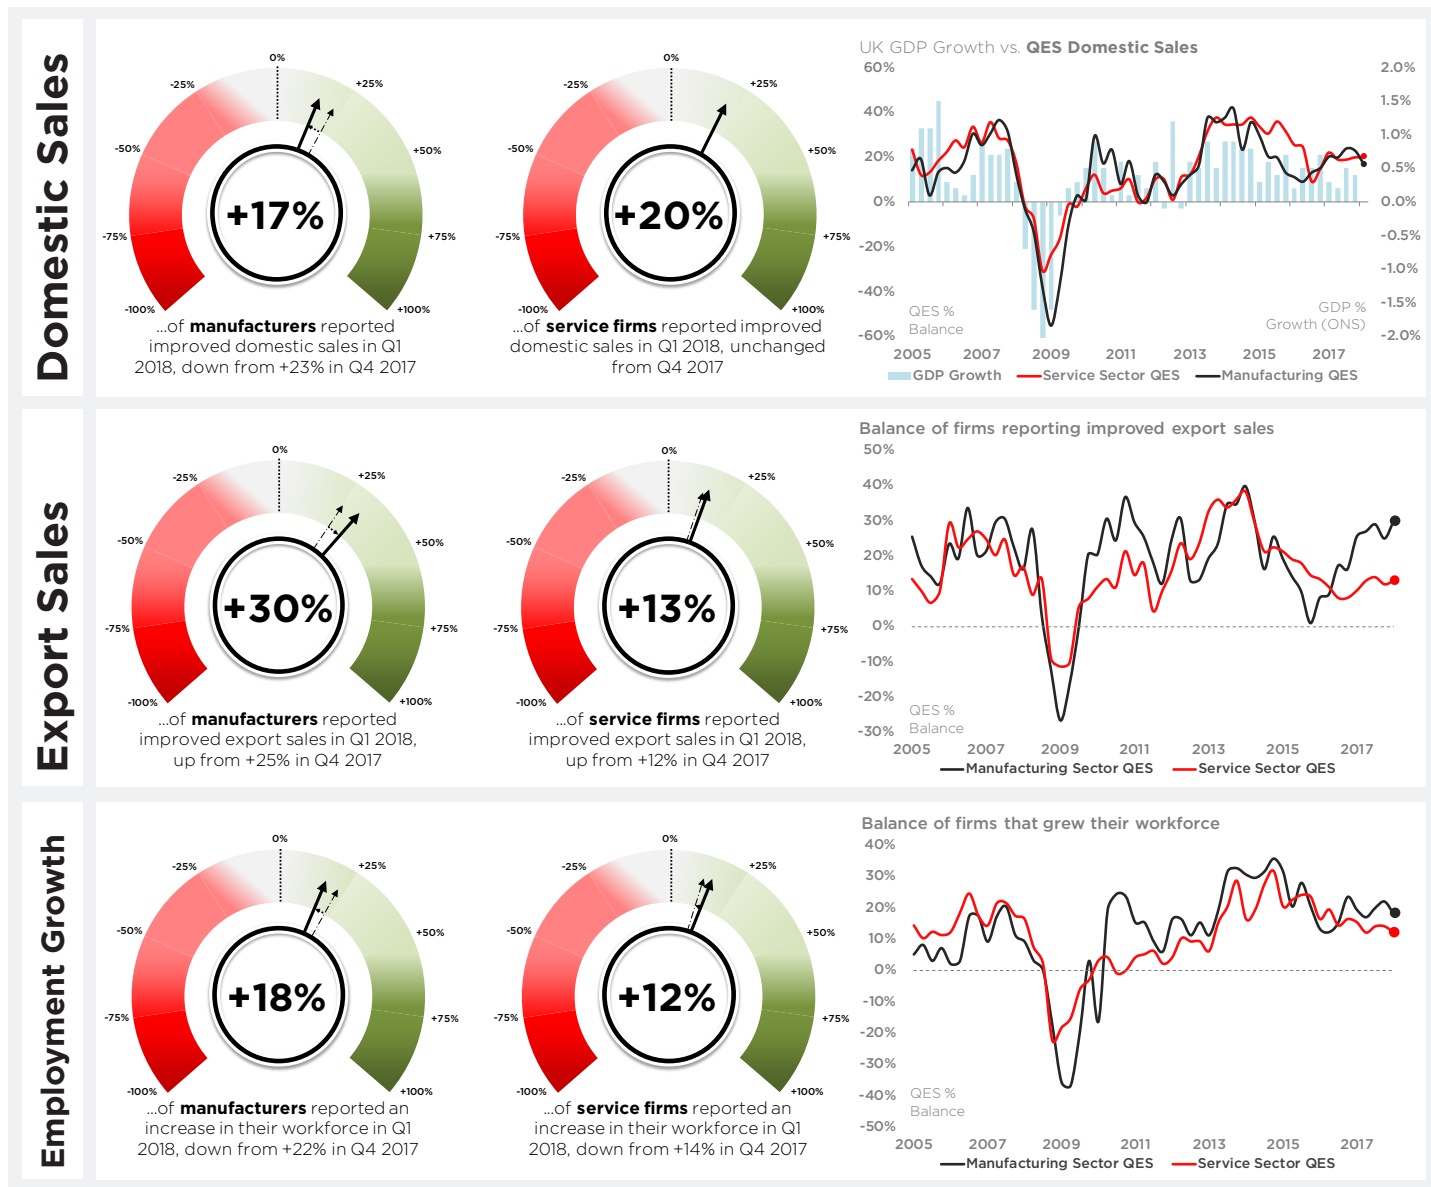 Domestic Sales
0%
-25%
+25%
-50%
+50%
-75%
+75%
-100%
+100%
+17%
...of manufacturers reported
improved domestic sales in Q1
2018, down from +23% in Q4 2017
0%
-25%
+25%
-50%
+50%
-75%
+75%
-100%
+100%
+20%
...of service firms reported improved
domestic sales in Q1 2018, unchanged
from Q4 2017
UK GDP Growth vs. QES Domestic Sales
60%
40%
20%
0%
-20%
-40%
-60%
2.0%
1.5%
1.0%
0.5%
0.0%
-0.5%
-1.0%
-1.5%
-2.0%
QES %
Balance
GDP %
Growth (ONS)
2005 2007 2009 2011 2013 2015 2017
GDP Growth Service Sector QES Manufacturing QES
Export Sales
0%
-25%
+25%
-50%
+50%
-75%
+75%
-100%
+100%
+30%
...of manufacturers reported
improved export sales in Q1 2018,
up from +25% in Q4 2017
0%
-25%
+25%
-50%
+50%
-75%
+75%
-100%
+100%
+13%
...of service firms reported
improved export sales in Q1 2018,
up from +12% in Q4 2017
Balance of firms reporting improved export sales
50%
40%
30%
20%
10%
0%
-10%
-20%
-30%
QES %
Balance
2005 2007 2009 2011 2013 2015 2017
Manufacturing Sector QES Service Sector QES
Employment Growth
0%
-25%
+25%
-50%
+50%
-75%
+75%
-100%
+100%
+18%
...of manufacturers reported an
increase in their workforce in Q1
2018, down from +22% in Q4 2017
0%
-25%
+25%
-50%
+50%
-75%
+75%
-100%
+100%
+12%
...of service firms reported an
increase in their workforce in Q1
2018, down from +14% in Q4 2017
Balance of firms that grew their workforce
40%
30%
20%
10%
0%
-10%
-20%
-30%
-40%
-50%
QES %
Balance
2005 2007 2009 2011 2013 2015 2017
Manufacturing Sector QES Service Sector QES